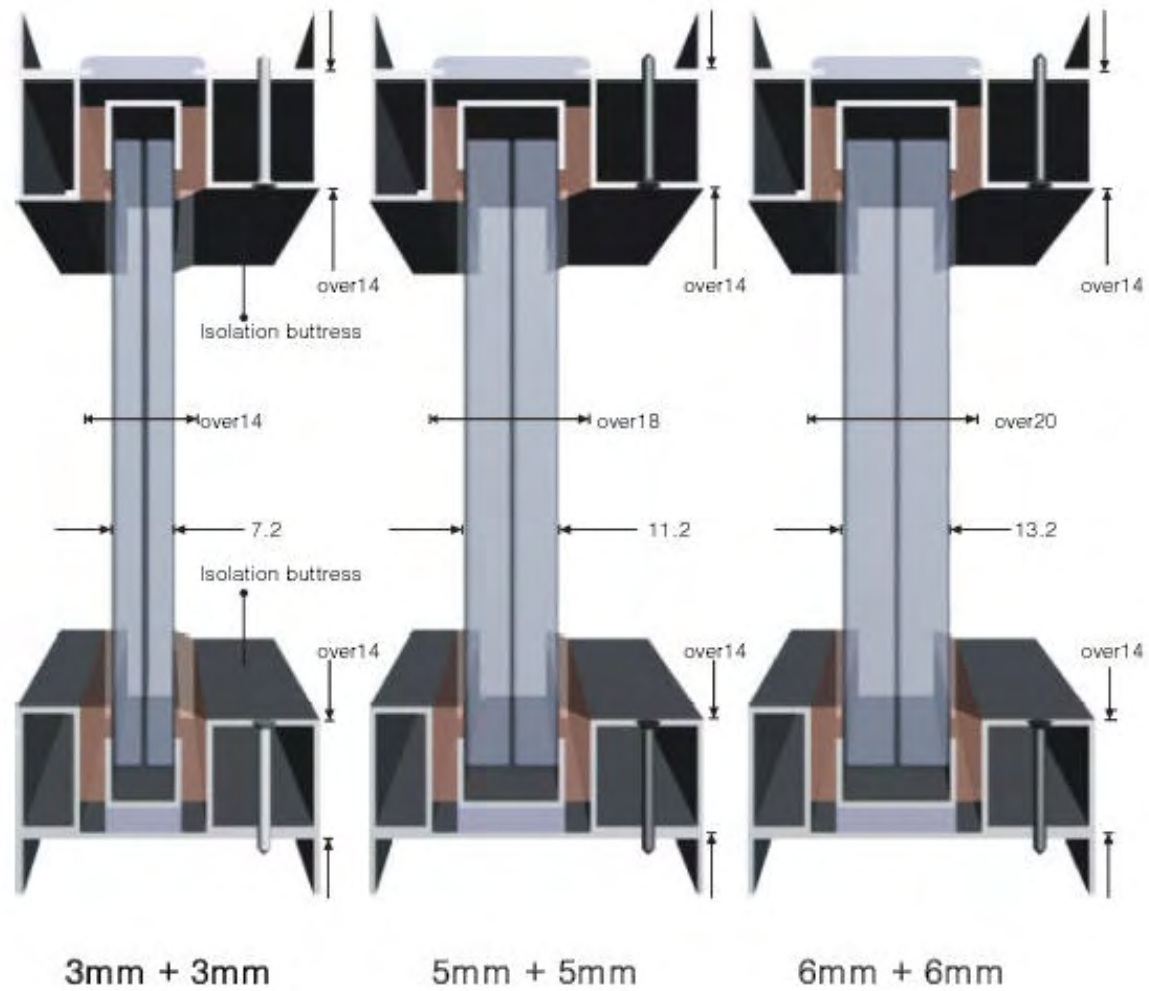 over14
over14
over14
Isolation buttress
over14
over18
over20
7.2
11.2
13.2
Isolation buttress
over14
over14
over14
3mm + 3mm
5mm + 5mm
6mm + 6mm